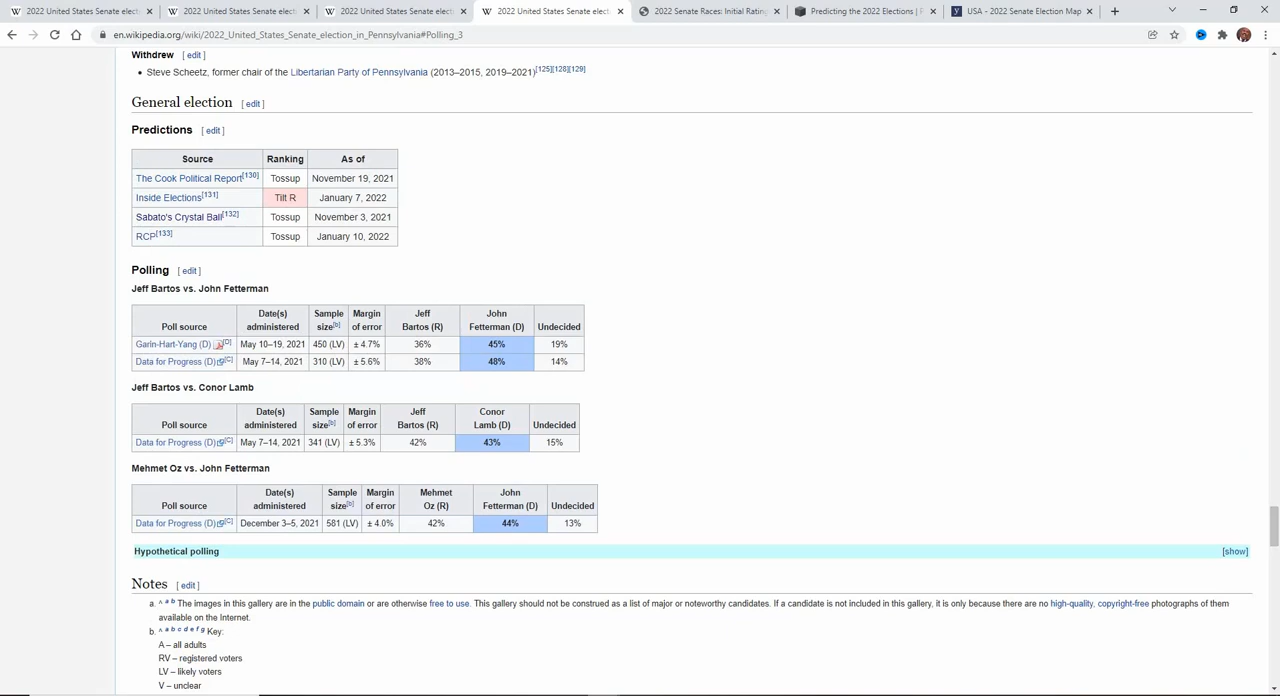 2022 United States Senate elect
2022 United States Senate elect
2022 United States Senate elect
2022 United States Senate elect
2022 Senate Races: Initial Rating
Predicting the 2022 Elections | P
USA - 2022 Senate Election Map
en.wikipedia.org/wiki/2022_United_States_Senate_election_in_Pennsylvania#Polling_3
Withdrew [ edit ]
• Steve Scheetz, former chair of the Libertarian Party of Pennsylvania (2013–2015, 2019–2021)[125][128][129]
General election [ edit ]
Predictions [ edit ]
Source Ranking As of
The Cook Political Report[130] Tossup November 19, 2021
Inside Elections[131] Tilt R January 7, 2022
Sabato's Crystal Ball[132] Tossup November 3, 2021
RCP[133] Tossup January 10, 2022
Polling [ edit ]
Jeff Bartos vs. John Fetterman
Date(s) Sample Margin Jeff John
Poll source administered size[b] of error Bartos (R) Fetterman (D) Undecided
Garin-Hart-Yang (D) [D] May 10–19, 2021 450 (LV) ± 4.7% 36% 45% 19%
Data for Progress (D) [C] May 7–14, 2021 310 (LV) ± 5.6% 38% 48% 14%
Jeff Bartos vs. Conor Lamb
Date(s) Sample Margin Jeff Conor
Poll source administered size[b] of error Bartos (R) Lamb (D) Undecided
Data for Progress (D) [C] May 7–14, 2021 341 (LV) ± 5.3% 42% 43% 15%
Mehmet Oz vs. John Fetterman
Date(s) Sample Margin Mehmet John
Poll source administered size[b] of error Oz (R) Fetterman (D) Undecided
Data for Progress (D) [C] December 3–5, 2021 581 (LV) ± 4.0% 42% 44% 13%
Hypothetical polling [show]
Notes [ edit ]
a. ^ a b The images in this gallery are in the public domain or are otherwise free to use. This gallery should not be construed as a list of major or noteworthy candidates. If a candidate is not included in this gallery, it is only because there are no high-quality, copyright-free photographs of them
available on the Internet.
b. ^ a b c d e f g Key:
A – all adults
RV – registered voters
LV – likely voters
V – unclear